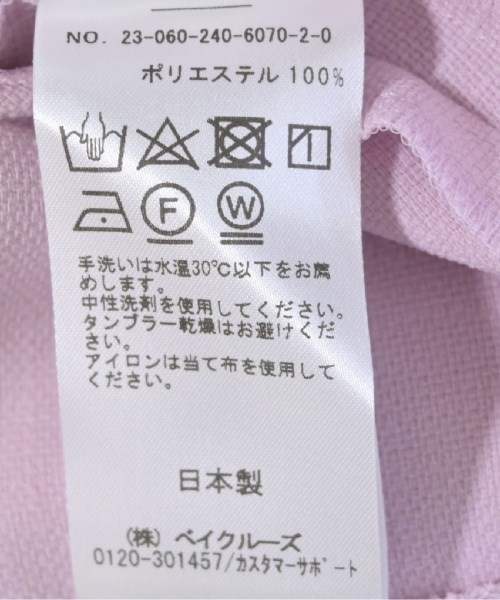 NO. 23-060-240-6070-2-0
ポリエステル 100%
F
W
手洗いは水温30℃以下をお薦
めします。
中性洗剤を使用してください。
タンブラー乾燥はお避けくだ
さい。
アイロンは当て布を使用して
ください。
日本製
(株) ベイクルーズ
0120-301457/カスタマーサポート